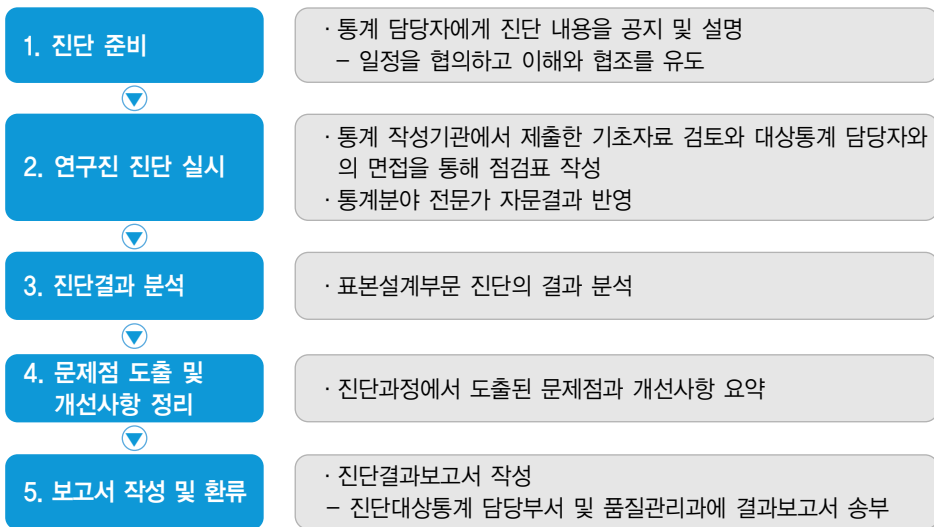 1. 진단 준비
· 통계 담당자에게 진단 내용을 공지 및 설명
– 일정을 협의하고 이해와 협조를 유도
2. 연구진 진단 실시
· 통계 작성기관에서 제출한 기초자료 검토와 대상통계 담당자와
의 면접을 통해 점검표 작성
· 통계분야 전문가 자문결과 반영
3. 진단결과 분석
· 표본설계부문 진단의 결과 분석
4. 문제점 도출 및
개선사항 정리
· 진단과정에서 도출된 문제점과 개선사항 요약
5. 보고서 작성 및 환류
· 진단결과보고서 작성
– 진단대상통계 담당부서 및 품질관리과에 결과보고서 송부